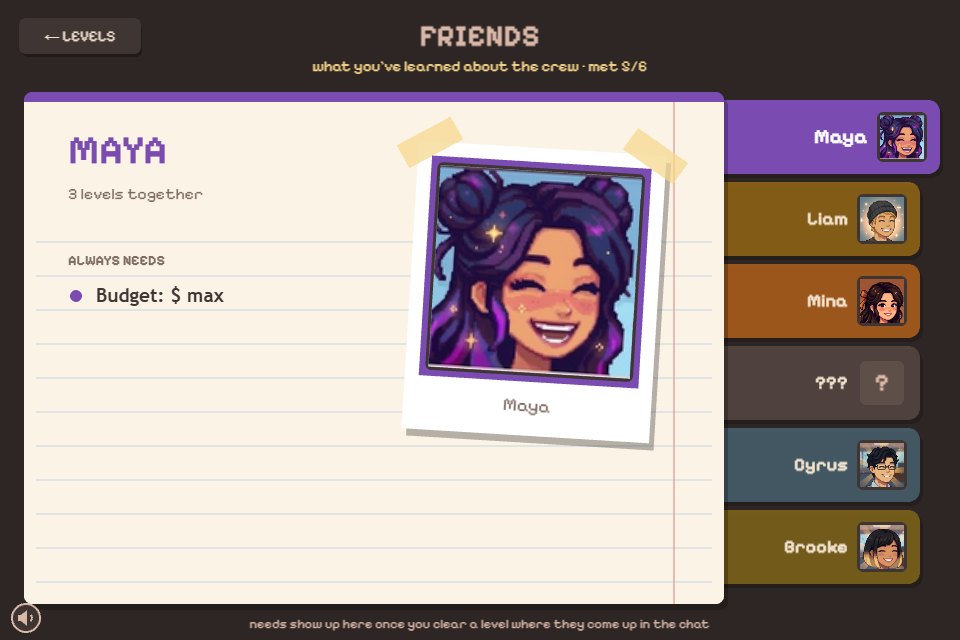 ← LEVELS
FRIENDS
what you've learned about the crew · met 5/6
MAYA
3 levels together
ALWAYS NEEDS
Budget: $ max
Maya
Maya
Liam
Mina
???
?
Cyrus
Brooke
needs show up here once you clear a level where they come up in the chat